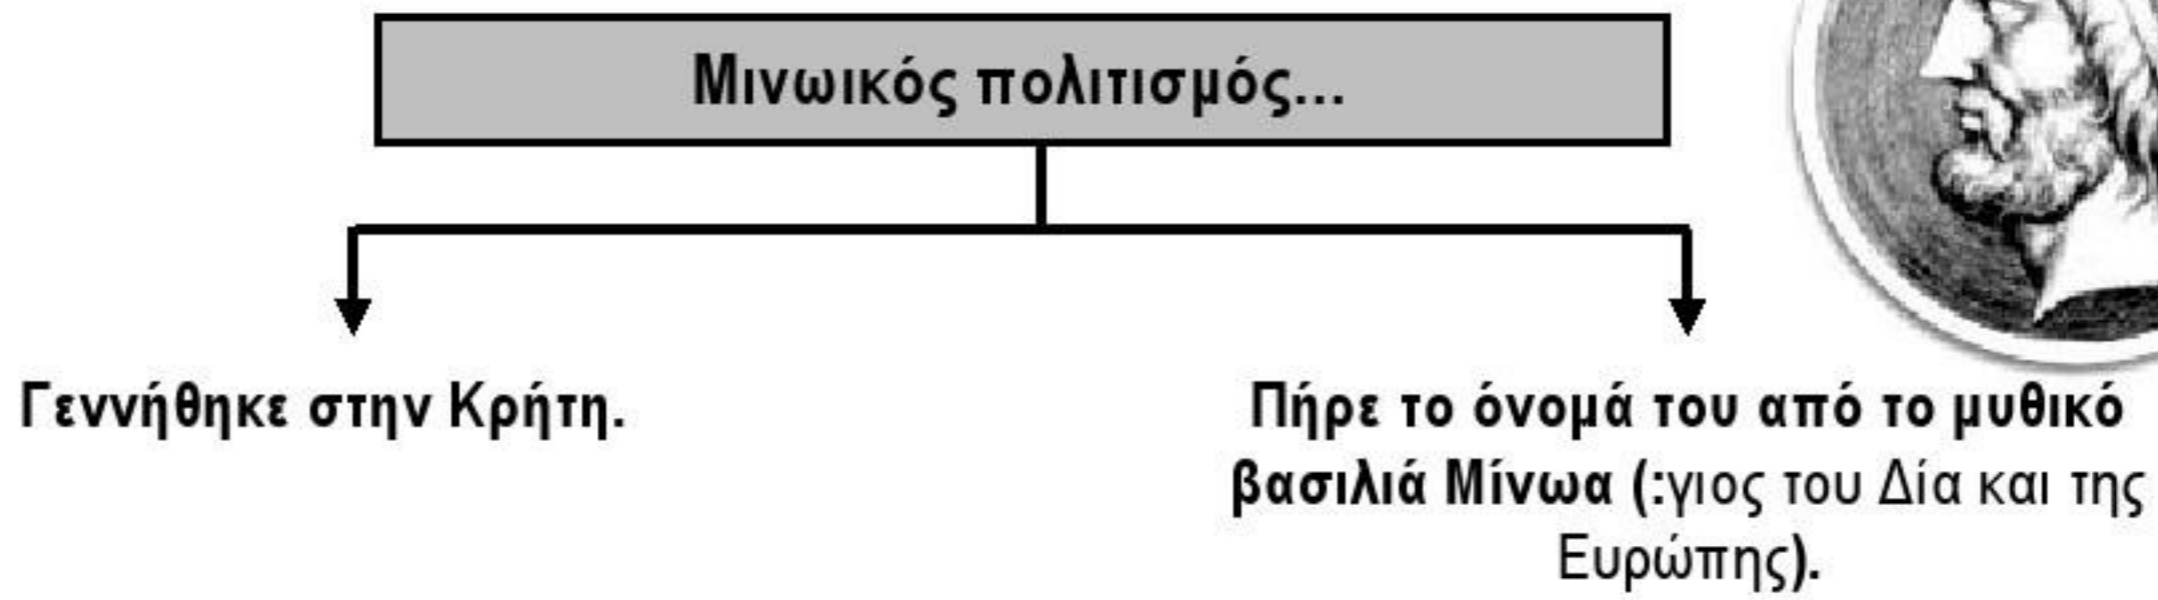 Μινωικός πολιτισμός...
Γεννήθηκε στην Κρήτη.
Πήρε το όνομά του από το μυθικό
βασιλιά Μίνωα (:γιος του Δία και της
Ευρώπης).